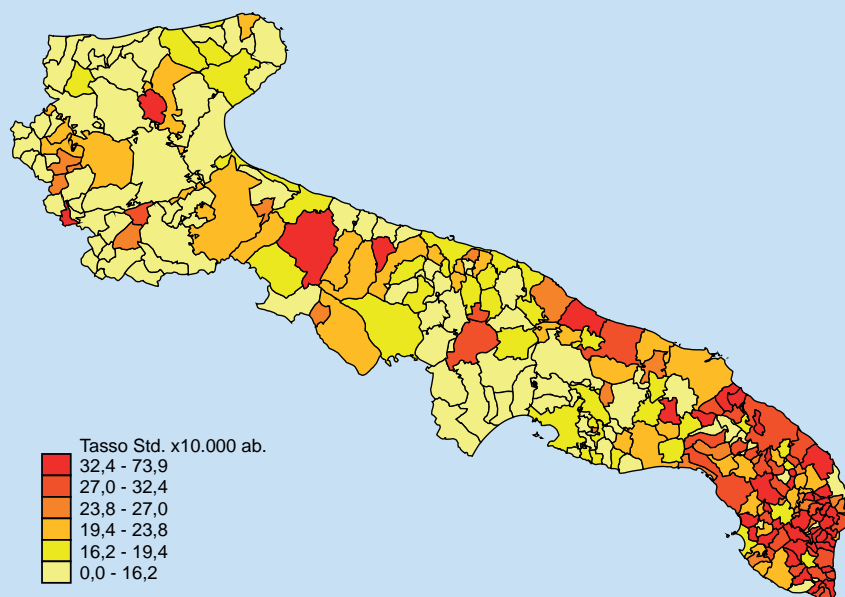 Tasso Std. x10.000 ab.
32,4 - 73,9
27,0 - 32,4
23,8 - 27,0
19,4 - 23,8
16,2 - 19,4
0,0 - 16,2